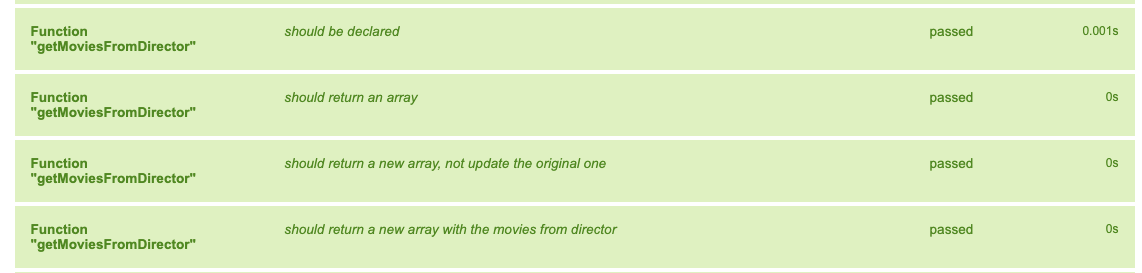 Function should be declared passed 0.001s
"getMoviesFromDirector"
Function should return an array passed 0s
"getMoviesFromDirector"
Function should return a new array, not update the original one passed 0s
"getMoviesFromDirector"
Function should return a new array with the movies from director passed 0s
"getMoviesFromDirector"